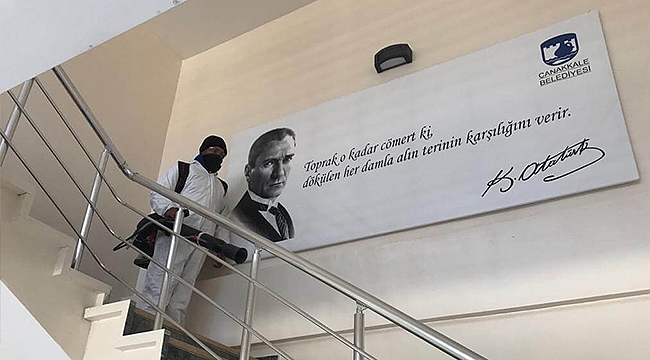 ÇANAKKALE
BELEDİYESİ
Toprak o kadar cömert ki,
dökülen her damla alın terinin karşılığını verir.
K. Atatürk